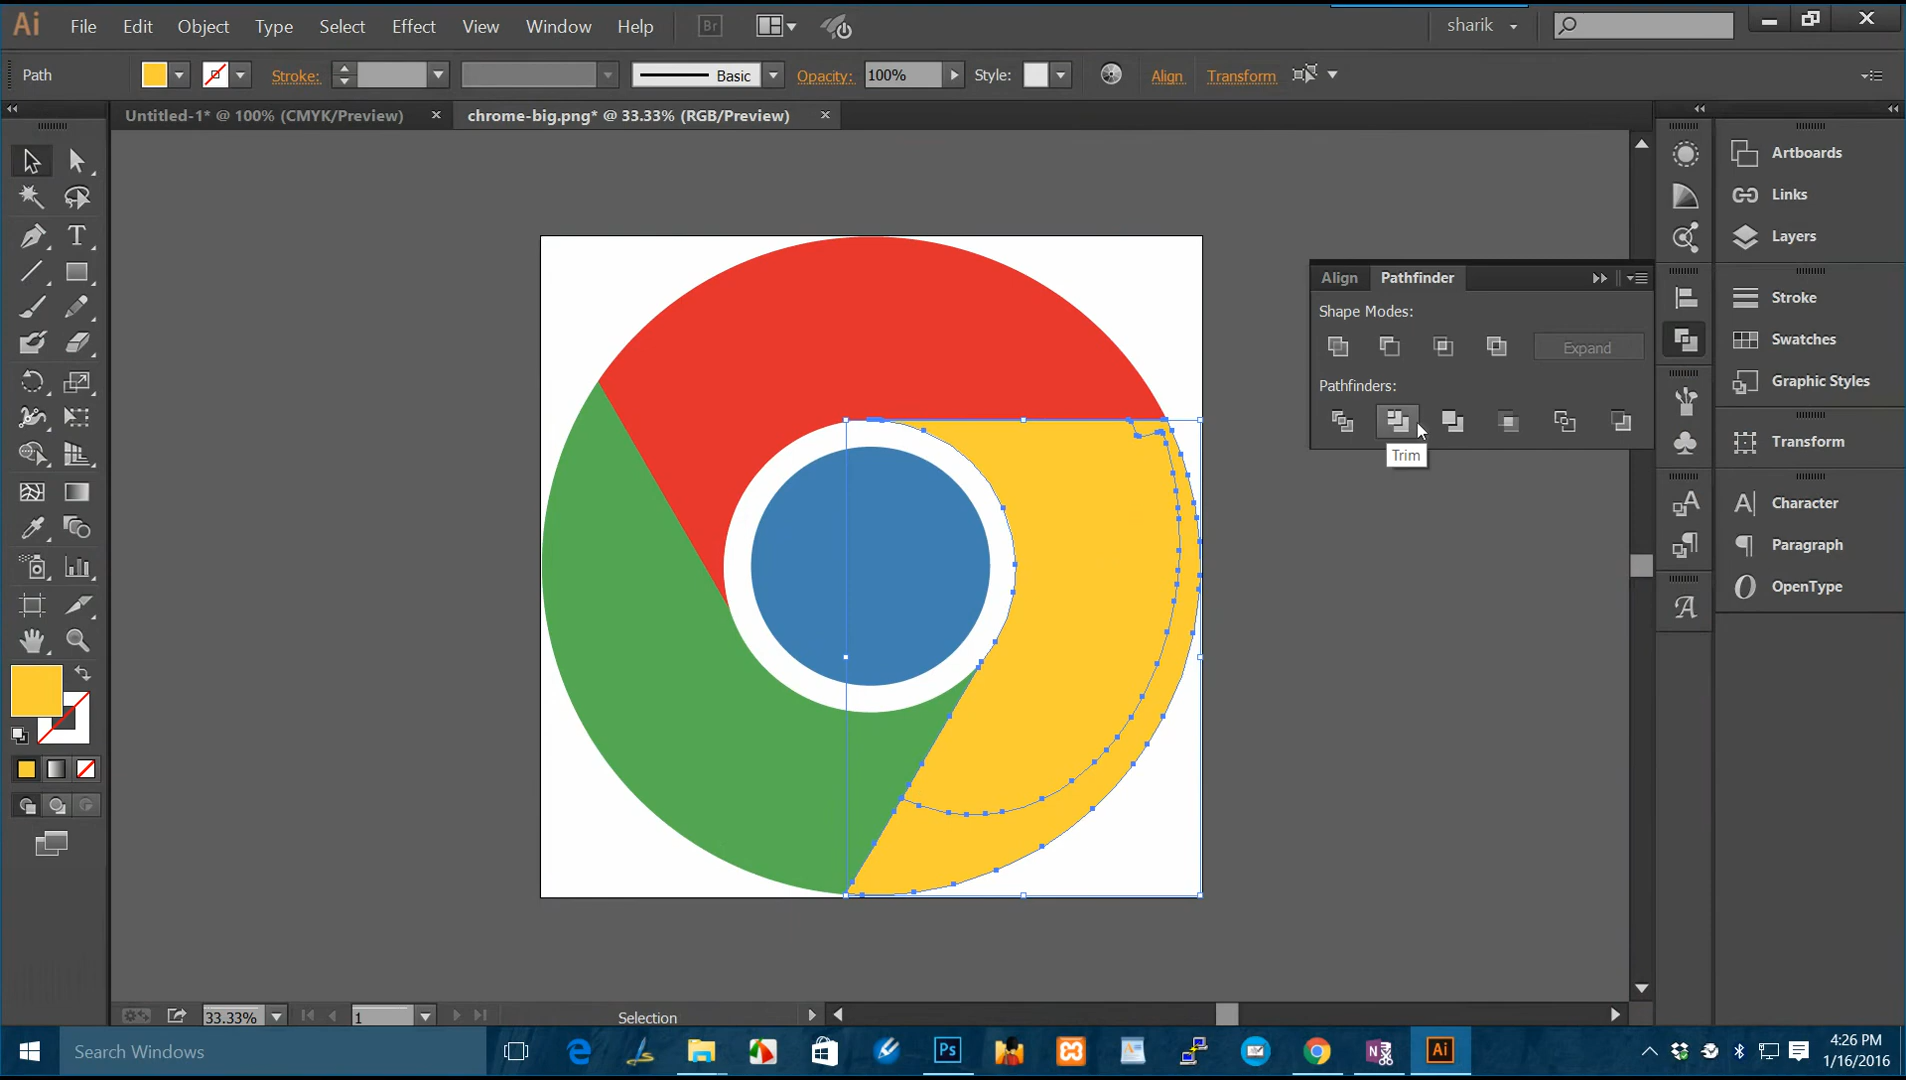 Ai File Edit Object Type Select Effect View Window Help Br sharik
Path Stroke: Basic Opacity: 100% Style: Align Transform
Untitled-1* @ 100% (CMYK/Preview) × chrome-big.png* @ 33.33% (RGB/Preview) ×
Artboards
Links
Layers
Align Pathfinder
Shape Modes:
Expand
Pathfinders:
Trim
Stroke
Swatches
Graphic Styles
Transform
Character
Paragraph
OpenType
33.33% 1 Selection
Search Windows
Ps
Ai
4:26 PM
1/16/2016